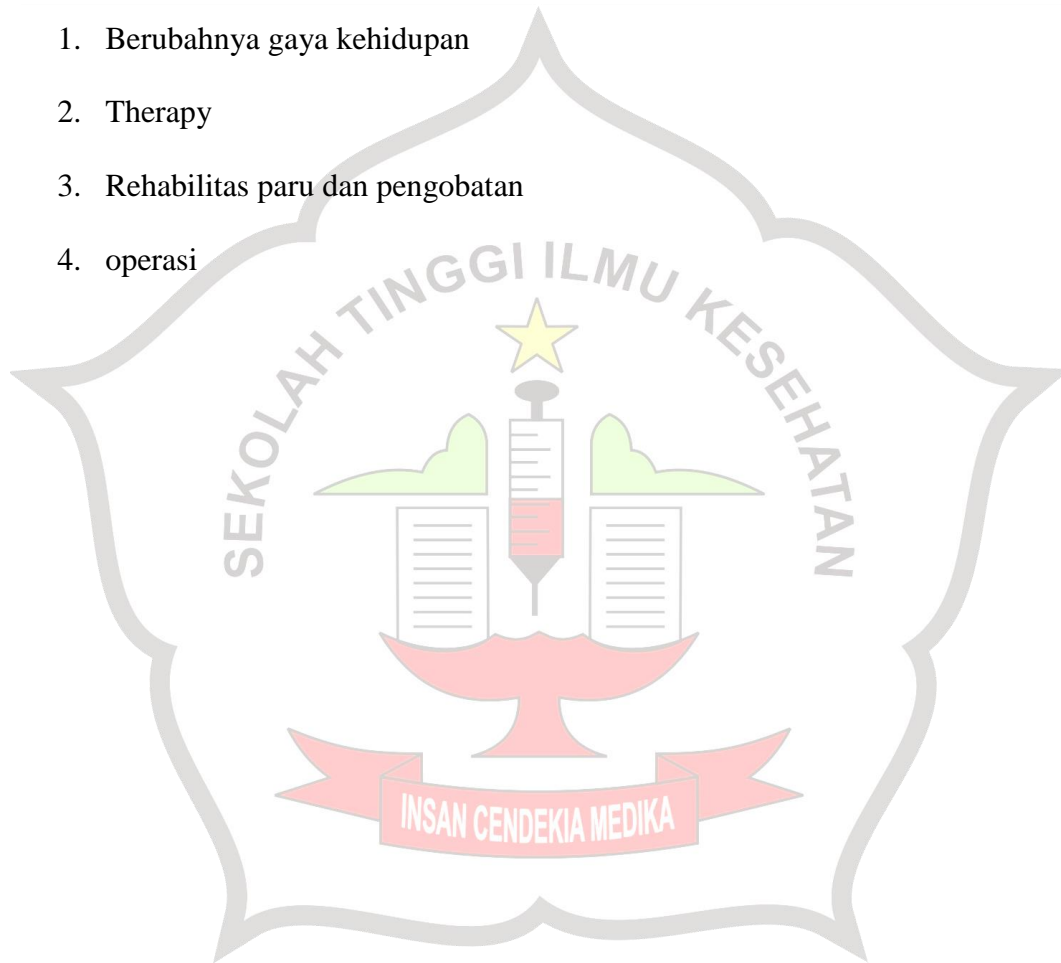 1. Berubahnya gaya kehidupan
2. Therapy
3. Rehabilitas paru dan pengobatan
4. operasi
SEKOLAH TINGGI ILMU KESEHATAN
INSAN CENDEKIA MEDIKA